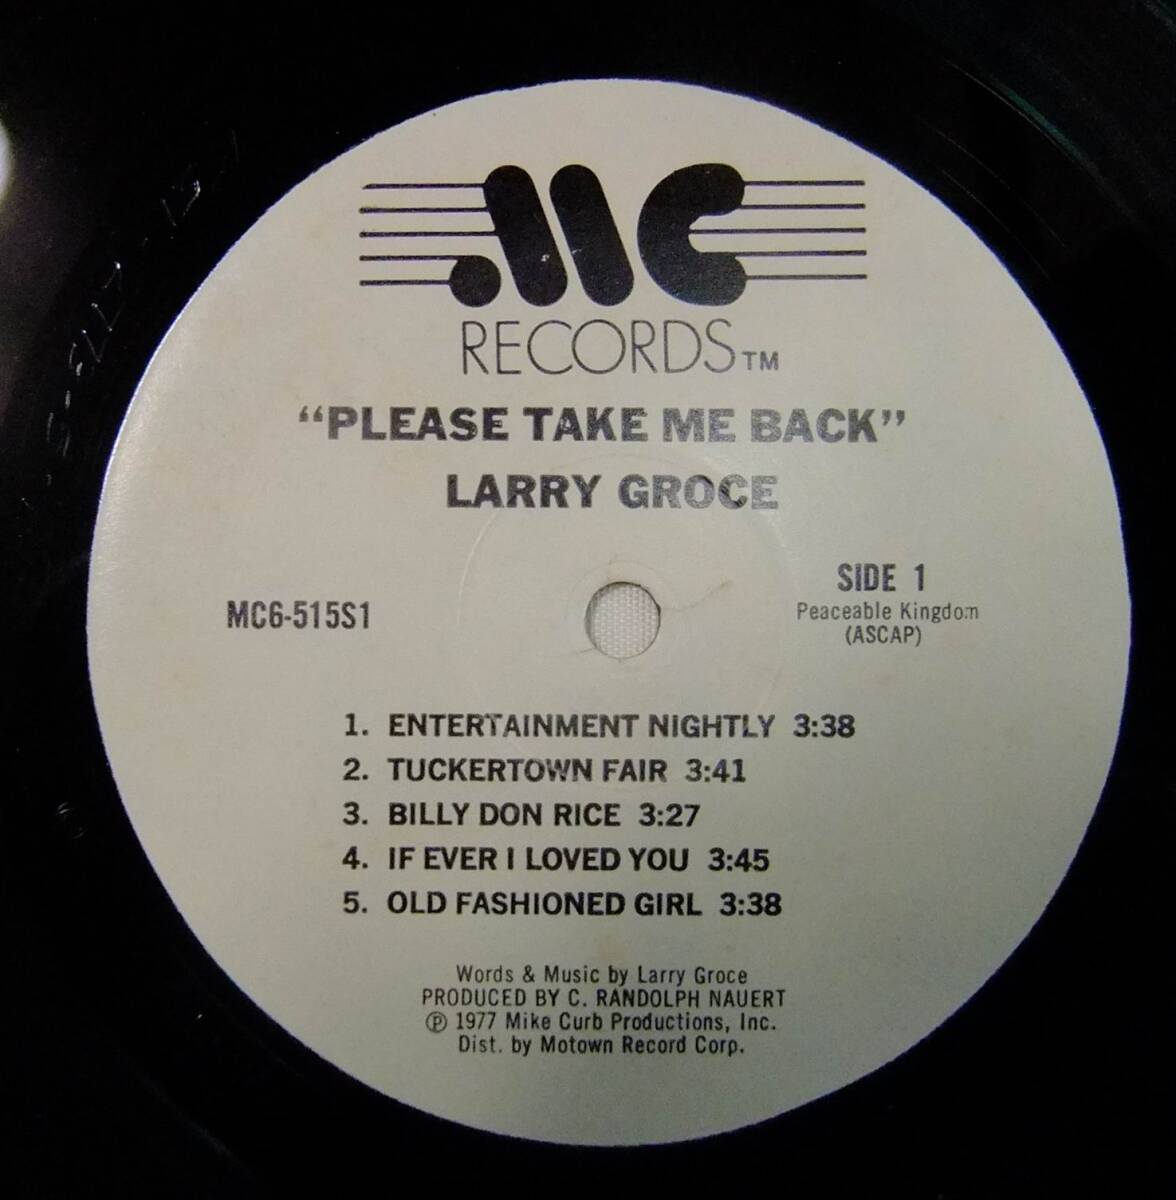 MC
RECORDS TM
"PLEASE TAKE ME BACK"
LARRY GROCE
SIDE 1
MC6-515S1
Peaceable Kingdom
(ASCAP)
1. ENTERTAINMENT NIGHTLY 3:38
2. TUCKERTOWN FAIR 3:41
3. BILLY DON RICE 3:27
4. IF EVER I LOVED YOU 3:45
5. OLD FASHIONED GIRL 3:38
Words & Music by Larry Groce
PRODUCED BY C. RANDOLPH NAUERT
℗ 1977 Mike Curb Productions, Inc.
Dist. by Motown Record Corp.